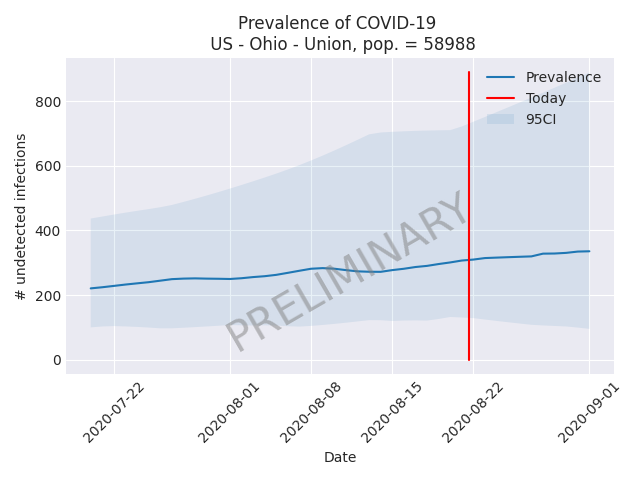 Prevalence of COVID-19
US - Ohio - Union, pop. = 58988
# undetected infections
800
600
400
200
0
Prevalence
Today
95CI
PRELIMINARY
2020-07-22
2020-08-01
2020-08-08
2020-08-15
2020-08-22
2020-09-01
Date